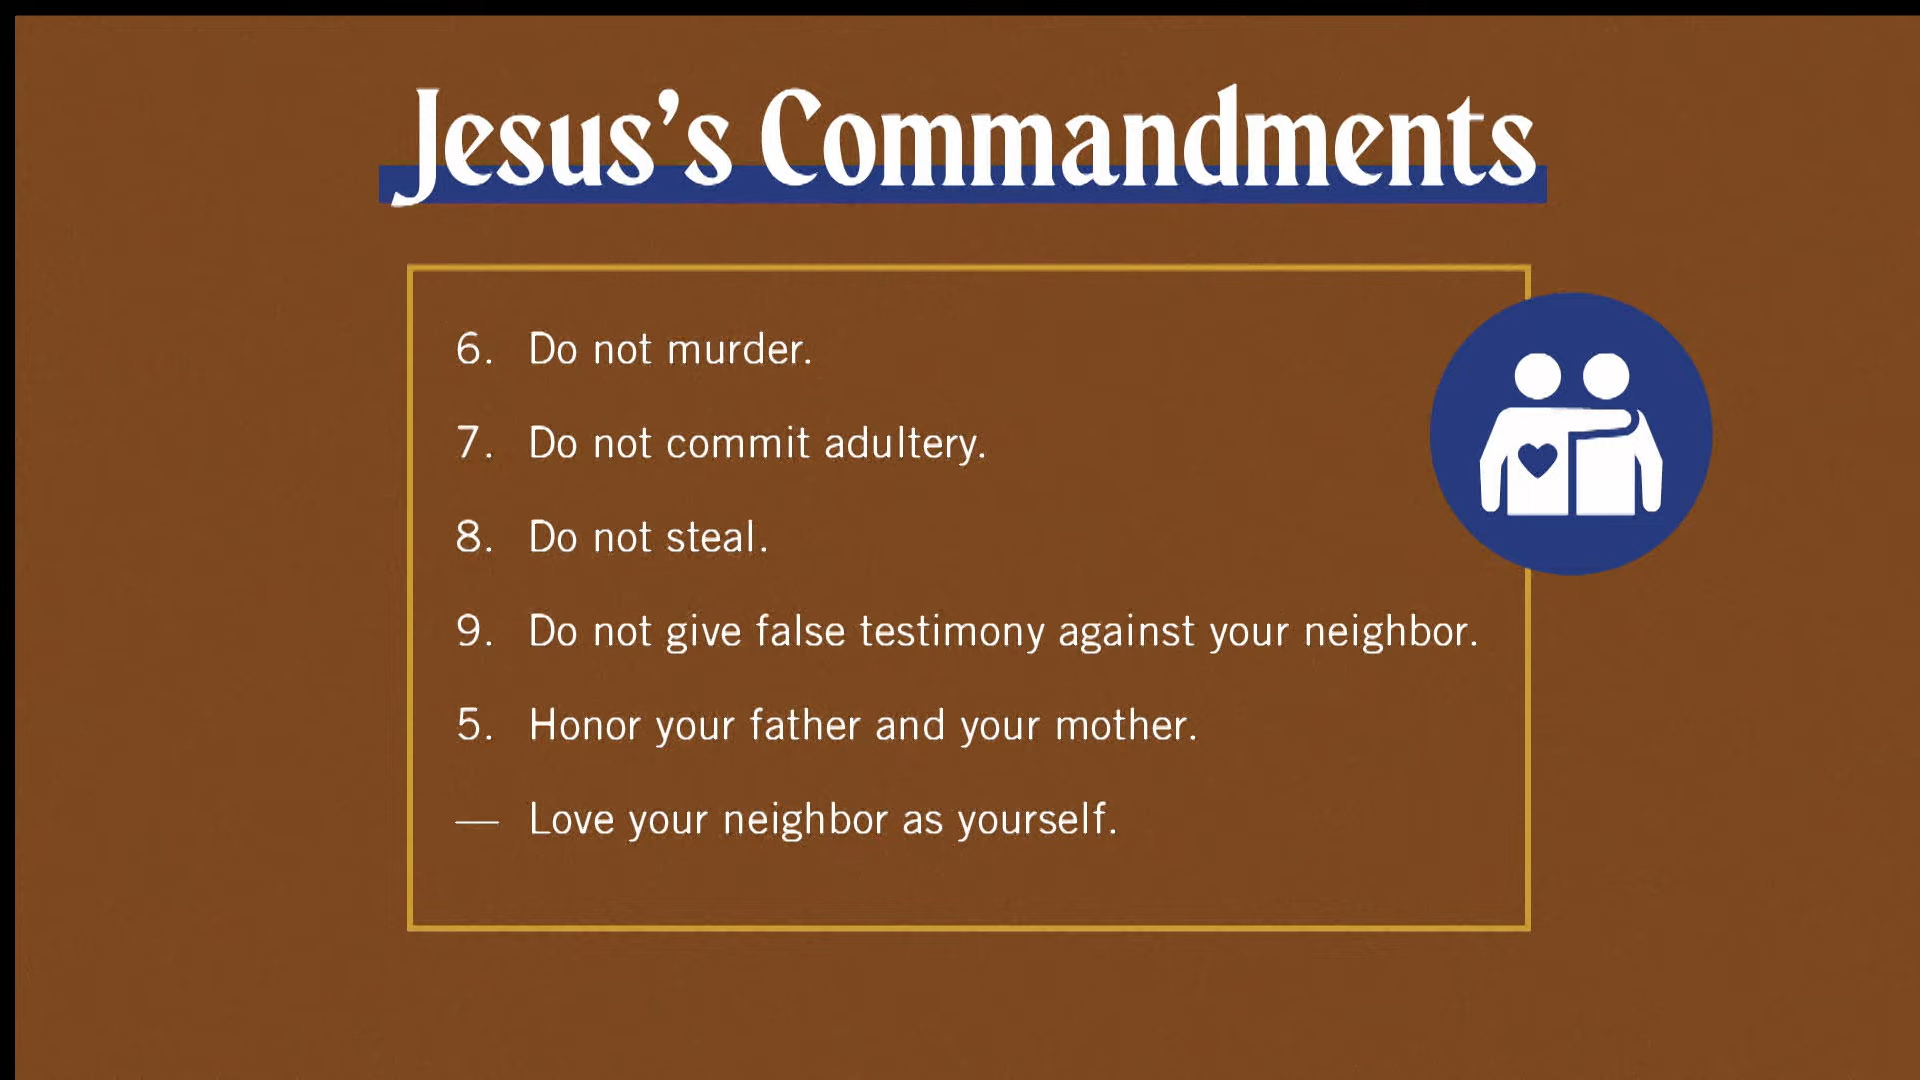 Jesus’s Commandments
6. Do not murder.
7. Do not commit adultery.
8. Do not steal.
9. Do not give false testimony against your neighbor.
5. Honor your father and your mother.
— Love your neighbor as yourself.